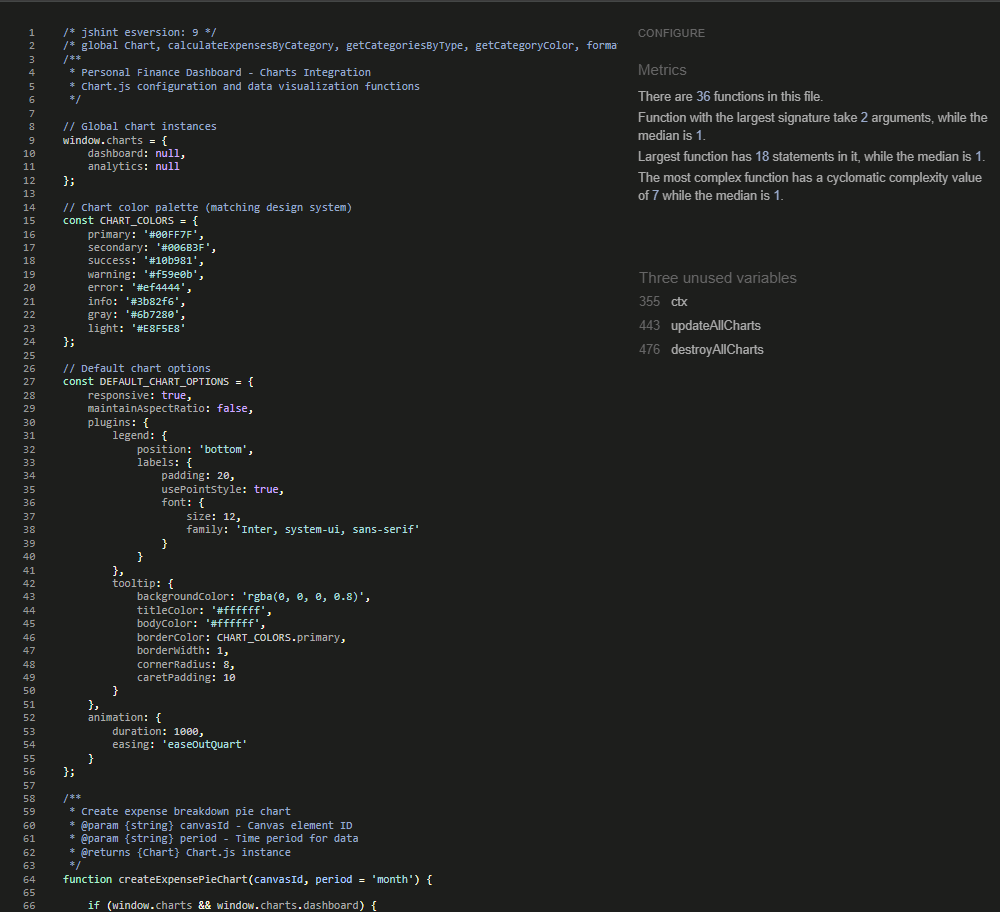 1 /* jshint esversion: 9 */
2 /* global Chart, calculateExpensesByCategory, getCategoriesByType, getCategoryColor, forma
3 /**
4 * Personal Finance Dashboard - Charts Integration
5 * Chart.js configuration and data visualization functions
6 */
7
8 // Global chart instances
9 window.charts = {
10 dashboard: null,
11 analytics: null
12 };
13
14 // Chart color palette (matching design system)
15 const CHART_COLORS = {
16 primary: '#00FF7F',
17 secondary: '#006B3F',
18 success: '#10b981',
19 warning: '#f59e0b',
20 error: '#ef4444',
21 info: '#3b82f6',
22 gray: '#6b7280',
23 light: '#E8F5E8'
24 };
25
26 // Default chart options
27 const DEFAULT_CHART_OPTIONS = {
28 responsive: true,
29 maintainAspectRatio: false,
30 plugins: {
31 legend: {
32 position: 'bottom',
33 labels: {
34 padding: 20,
35 usePointStyle: true,
36 font: {
37 size: 12,
38 family: 'Inter, system-ui, sans-serif'
39 }
40 }
41 },
42 tooltip: {
43 backgroundColor: 'rgba(0, 0, 0, 0.8)',
44 titleColor: '#ffffff',
45 bodyColor: '#ffffff',
46 borderColor: CHART_COLORS.primary,
47 borderWidth: 1,
48 cornerRadius: 8,
49 caretPadding: 10
50 }
51 },
52 animation: {
53 duration: 1000,
54 easing: 'easeOutQuart'
55 }
56 };
57
58 /**
59 * Create expense breakdown pie chart
60 * @param {string} canvasId - Canvas element ID
61 * @param {string} period - Time period for data
62 * @returns {Chart} Chart.js instance
63 */
64 function createExpensePieChart(canvasId, period = 'month') {
65
66 if (window.charts && window.charts.dashboard) {
CONFIGURE
Metrics
There are 36 functions in this file.
Function with the largest signature take 2 arguments, while the
median is 1.
Largest function has 18 statements in it, while the median is 1.
The most complex function has a cyclomatic complexity value
of 7 while the median is 1.
Three unused variables
355 ctx
443 updateAllCharts
476 destroyAllCharts